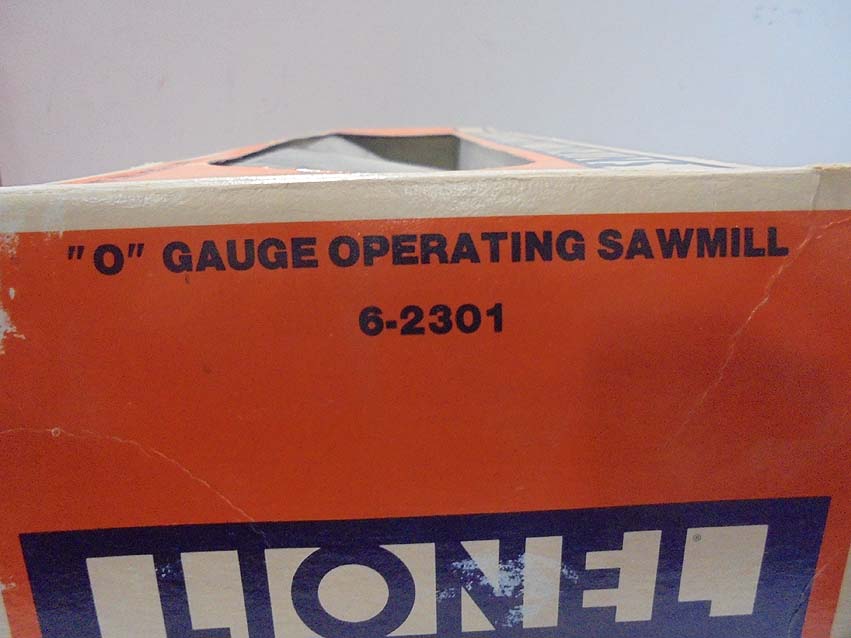 "O" GAUGE OPERATING SAWMILL
6-2301
LIONEL
®